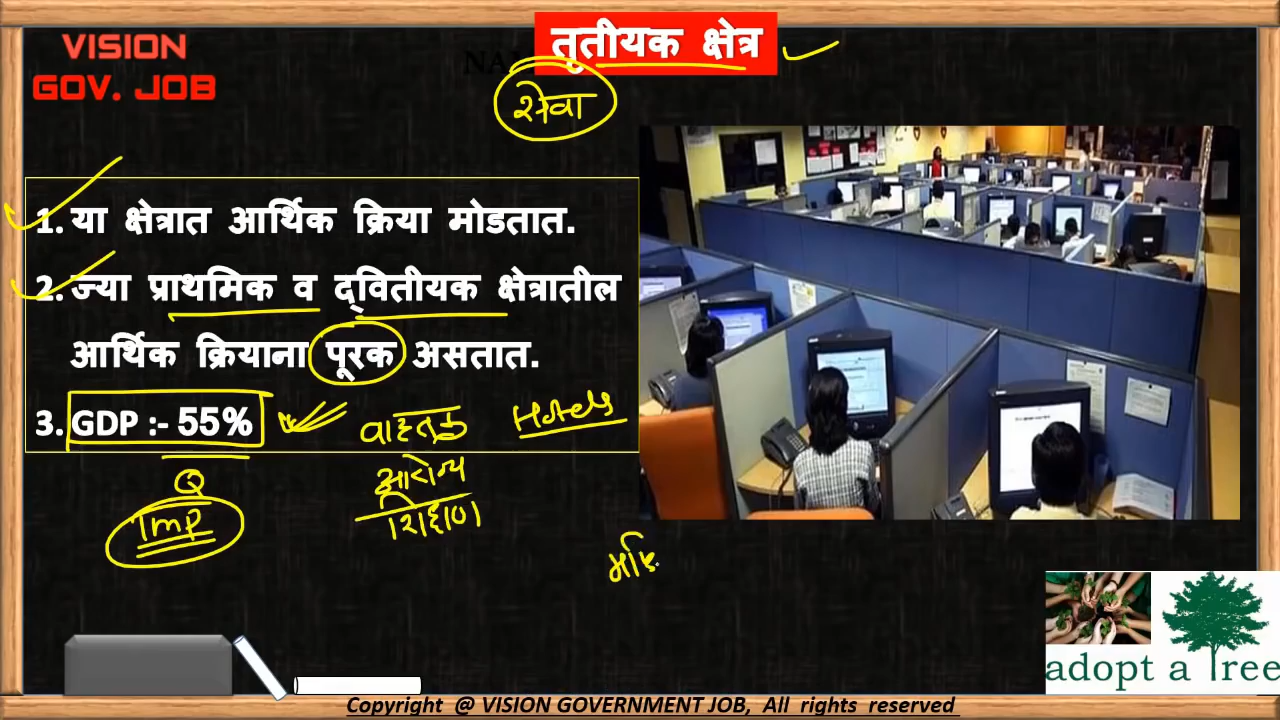 VISION
GOV. JOB
तृतीयक क्षेत्र
सेवा
1. या क्षेत्रात आर्थिक क्रिया मोडतात.
2. ज्या प्राथमिक व द्वितीयक क्षेत्रातील
आर्थिक क्रियाना पूरक असतात.
3. GDP :- 55%
वाहतूक
Hotels
आरोग्य
शिक्षण
Q
Imp
adopt a Tree
Copyright @ VISION GOVERNMENT JOB, All rights reserved